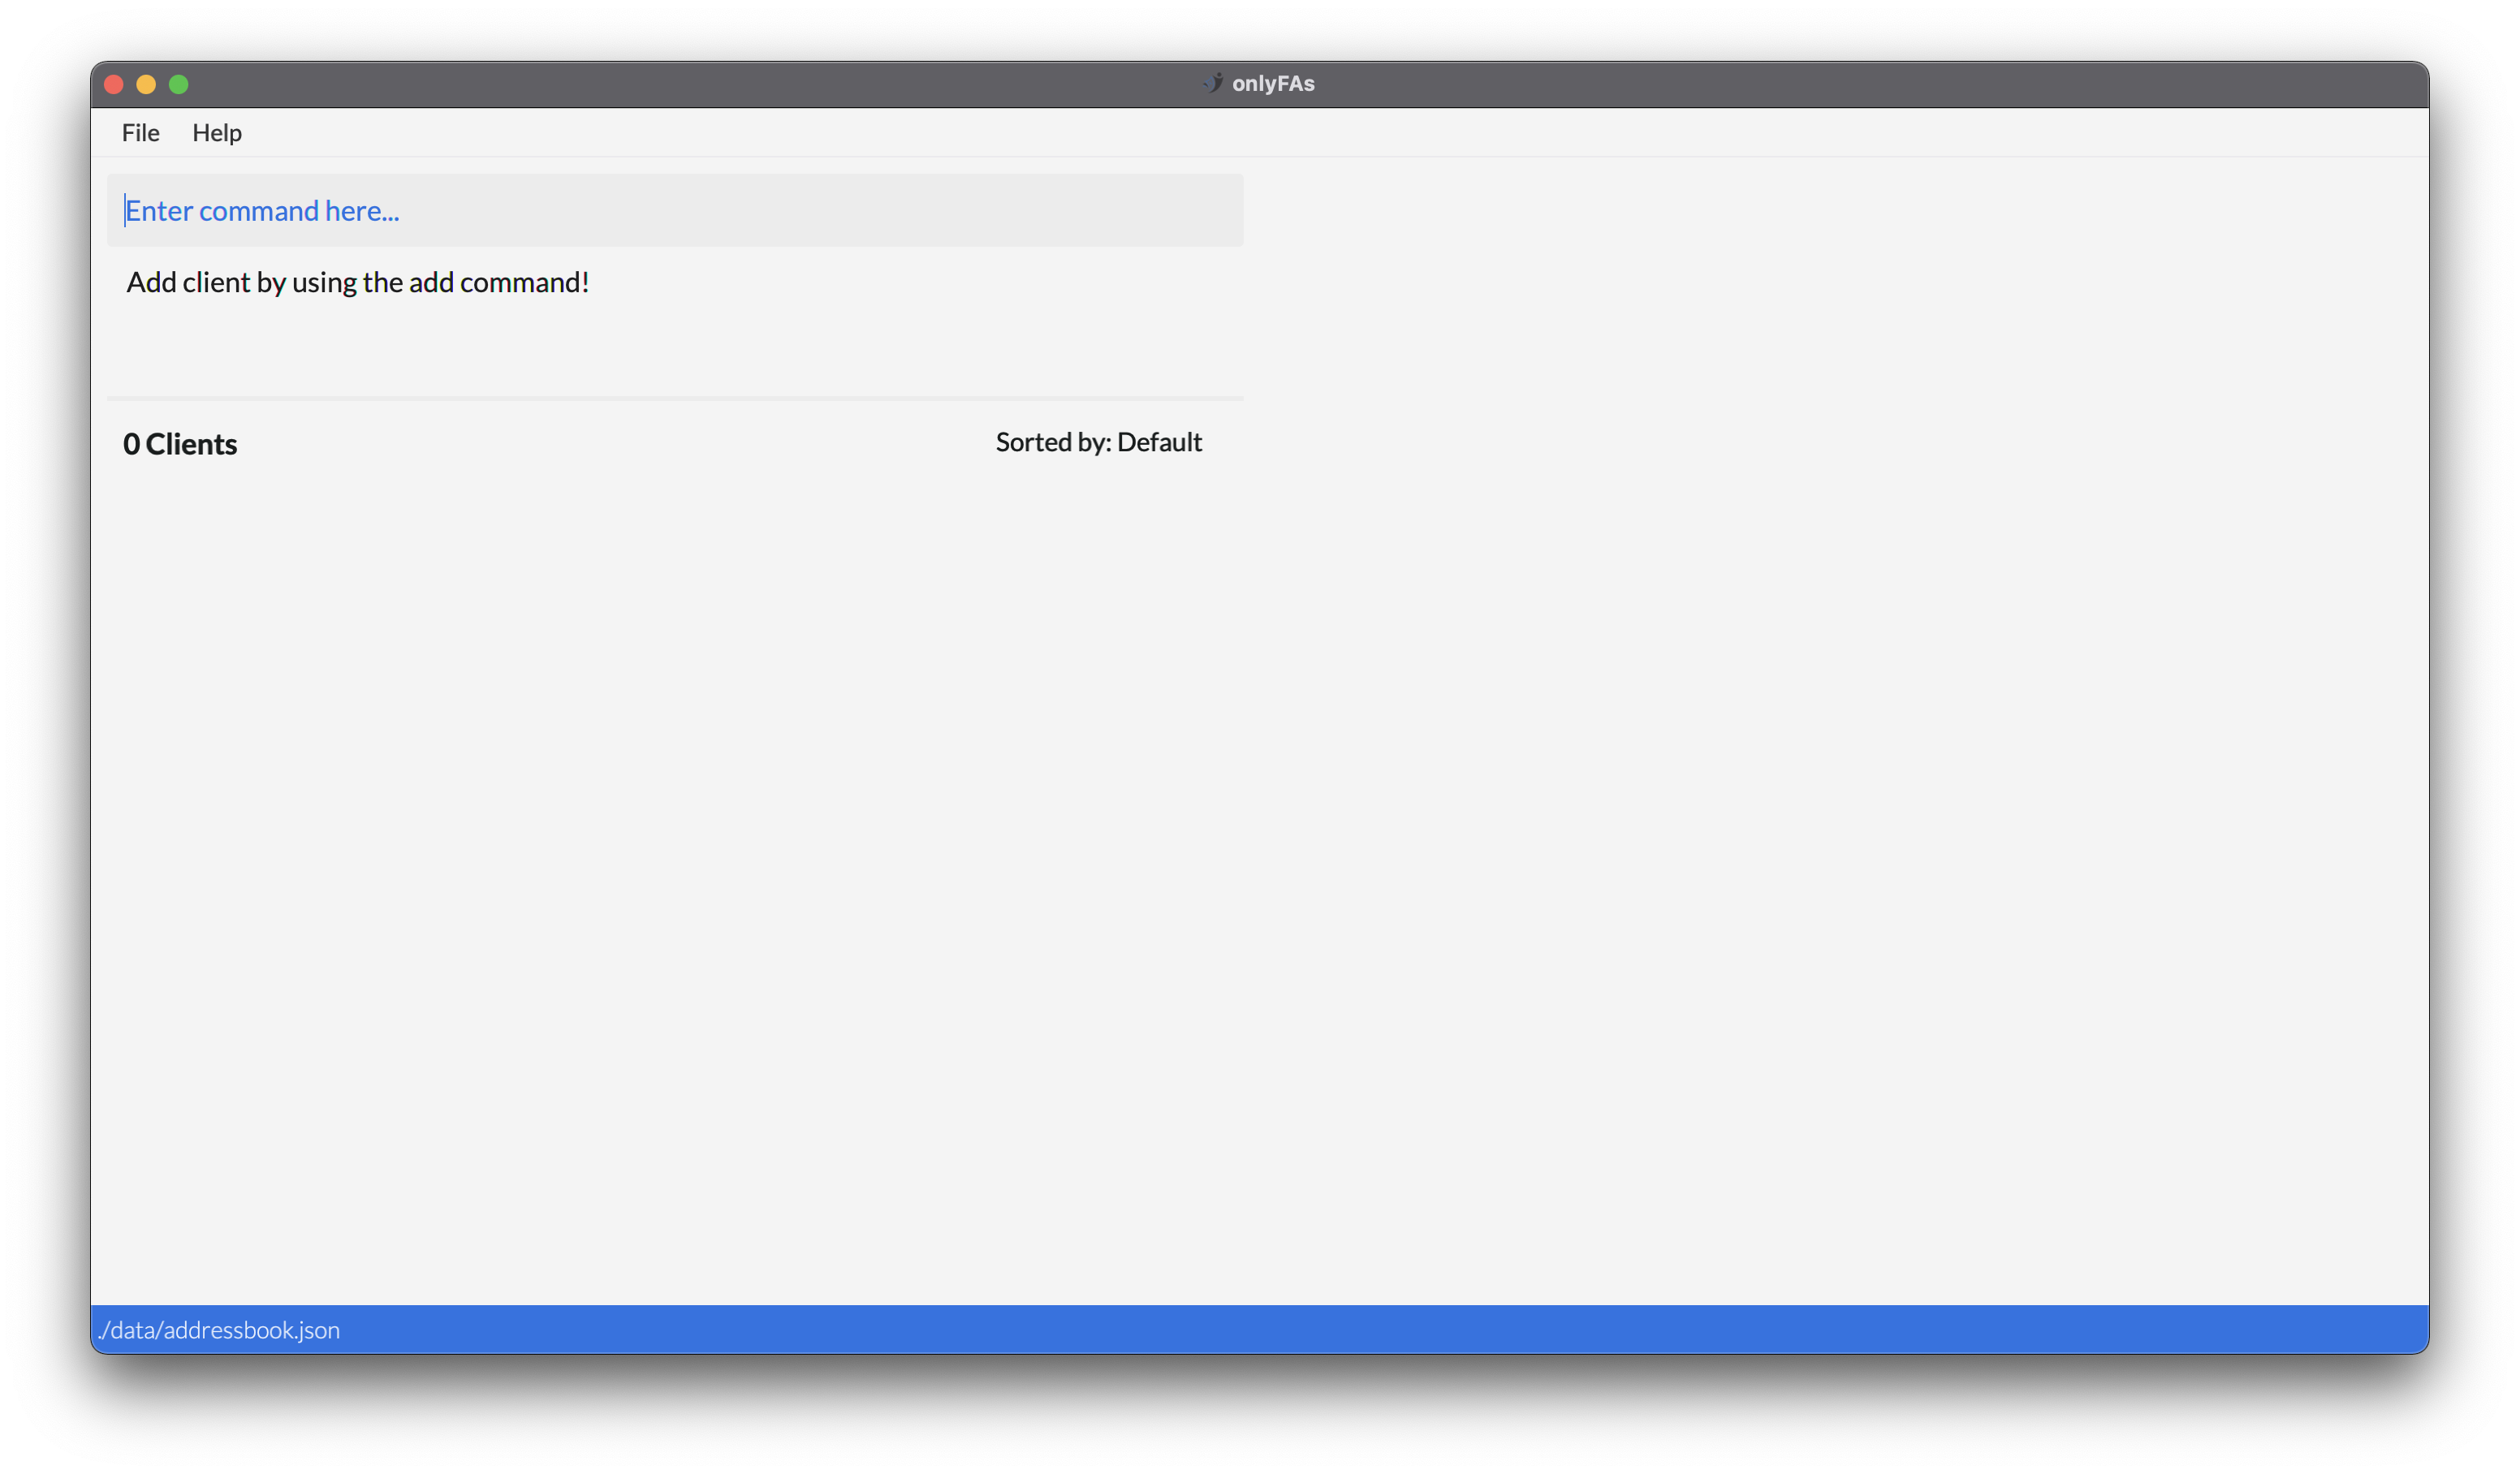 onlyFAs
File Help
Enter command here...
Add client by using the add command!
0 Clients Sorted by: Default
./data/addressbook.json